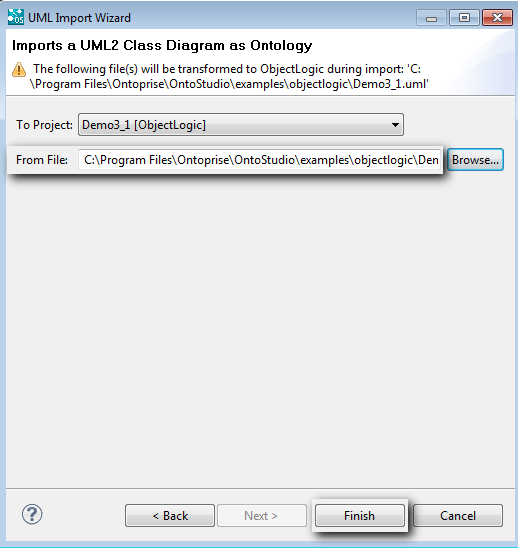 UML Import Wizard
Imports a UML2 Class Diagram as Ontology
The following file(s) will be transformed to ObjectLogic during import: 'C:
\Program Files\Ontoprise\OntoStudio\examples\objectlogic\Demo3_1.uml'
To Project: Demo3_1 [ObjectLogic]
From File: C:\Program Files\Ontoprise\OntoStudio\examples\objectlogic\Den Browse...
? < Back Next > Finish Cancel